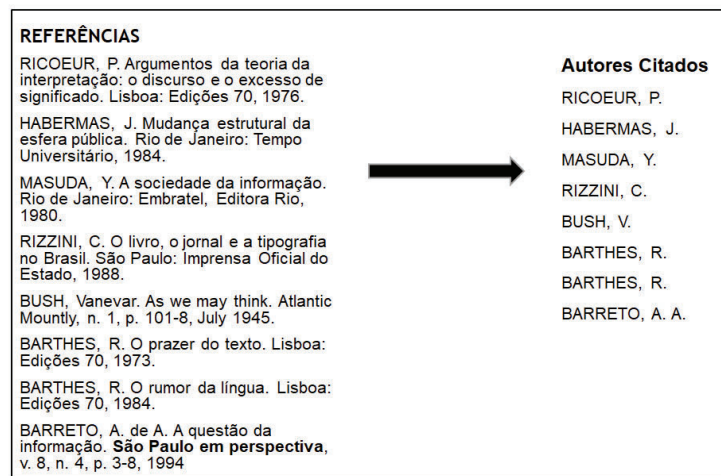 REFERÊNCIAS
RICOEUR, P. Argumentos da teoria da
interpretação: o discurso e o excesso de
significado. Lisboa: Edições 70, 1976.
HABERMAS, J. Mudança estrutural da
esfera pública. Rio de Janeiro: Tempo
Universitário, 1984.
MASUDA, Y. A sociedade da informação.
Rio de Janeiro: Embratel, Editora Rio,
1980.
RIZZINI, C. O livro, o jornal e a tipografia
no Brasil. São Paulo: Imprensa Oficial do
Estado, 1988.
BUSH, Vanevar. As we may think. Atlantic
Mountly, n. 1, p. 101-8, July 1945.
BARTHES, R. O prazer do texto. Lisboa:
Edições 70, 1973.
BARTHES, R. O rumor da língua. Lisboa:
Edições 70, 1984.
BARRETO, A. de A. A questão da
informação. São Paulo em perspectiva,
v. 8, n. 4, p. 3-8, 1994
Autores Citados
RICOEUR, P.
HABERMAS, J.
MASUDA, Y.
RIZZINI, C.
BUSH, V.
BARTHES, R.
BARTHES, R.
BARRETO, A. A.